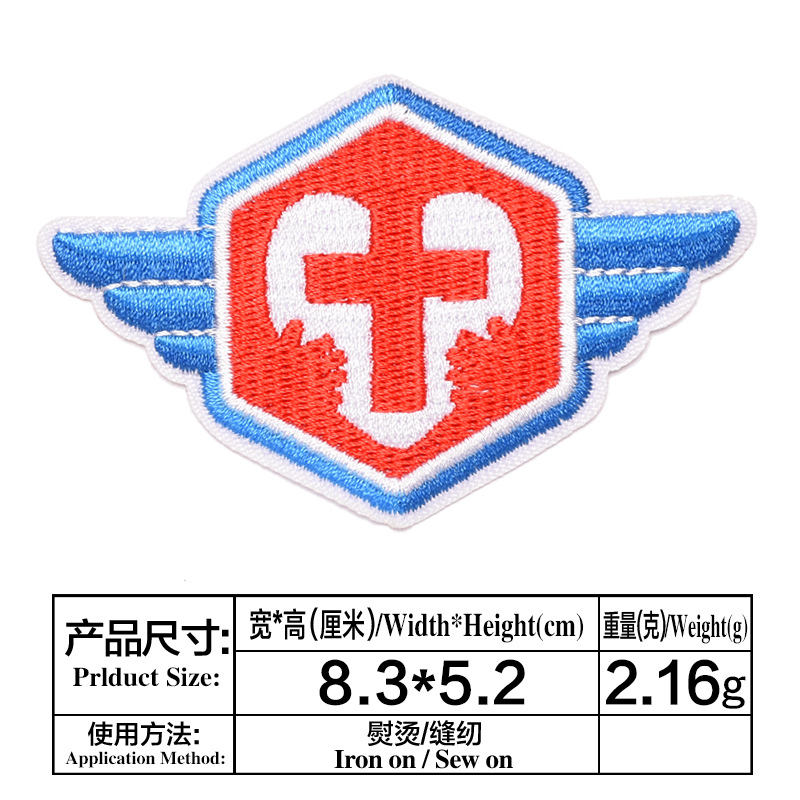 产品尺寸:
Prlduct Size:
宽*高(厘米)/Width*Height(cm)
重量(克)/Weight(g)
8.3*5.2
2.16g
使用方法:
Application Method:
熨烫/缝纫
Iron on / Sew on